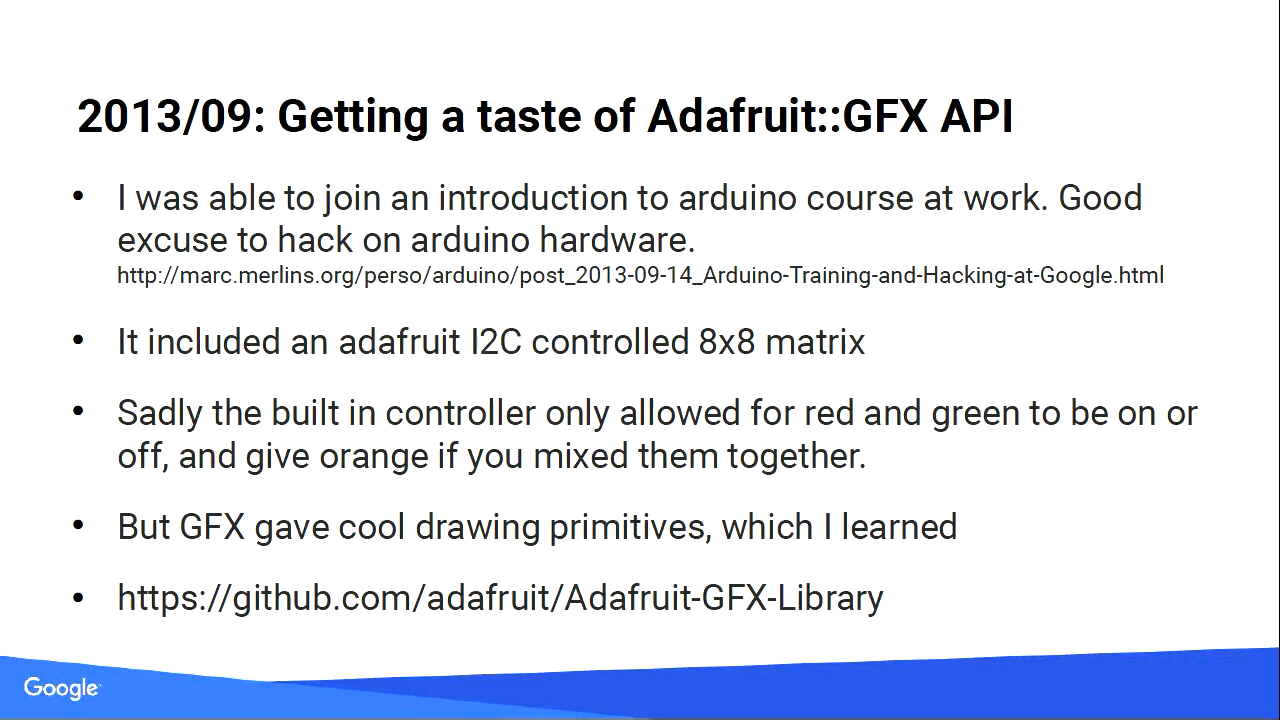 2013/09: Getting a taste of Adafruit::GFX API
• I was able to join an introduction to arduino course at work. Good
excuse to hack on arduino hardware.
http://marc.merlins.org/perso/arduino/post_2013-09-14_Arduino-Training-and-Hacking-at-Google.html
• It included an adafruit I2C controlled 8x8 matrix
• Sadly the built in controller only allowed for red and green to be on or
off, and give orange if you mixed them together.
• But GFX gave cool drawing primitives, which I learned
• https://github.com/adafruit/Adafruit-GFX-Library
Google